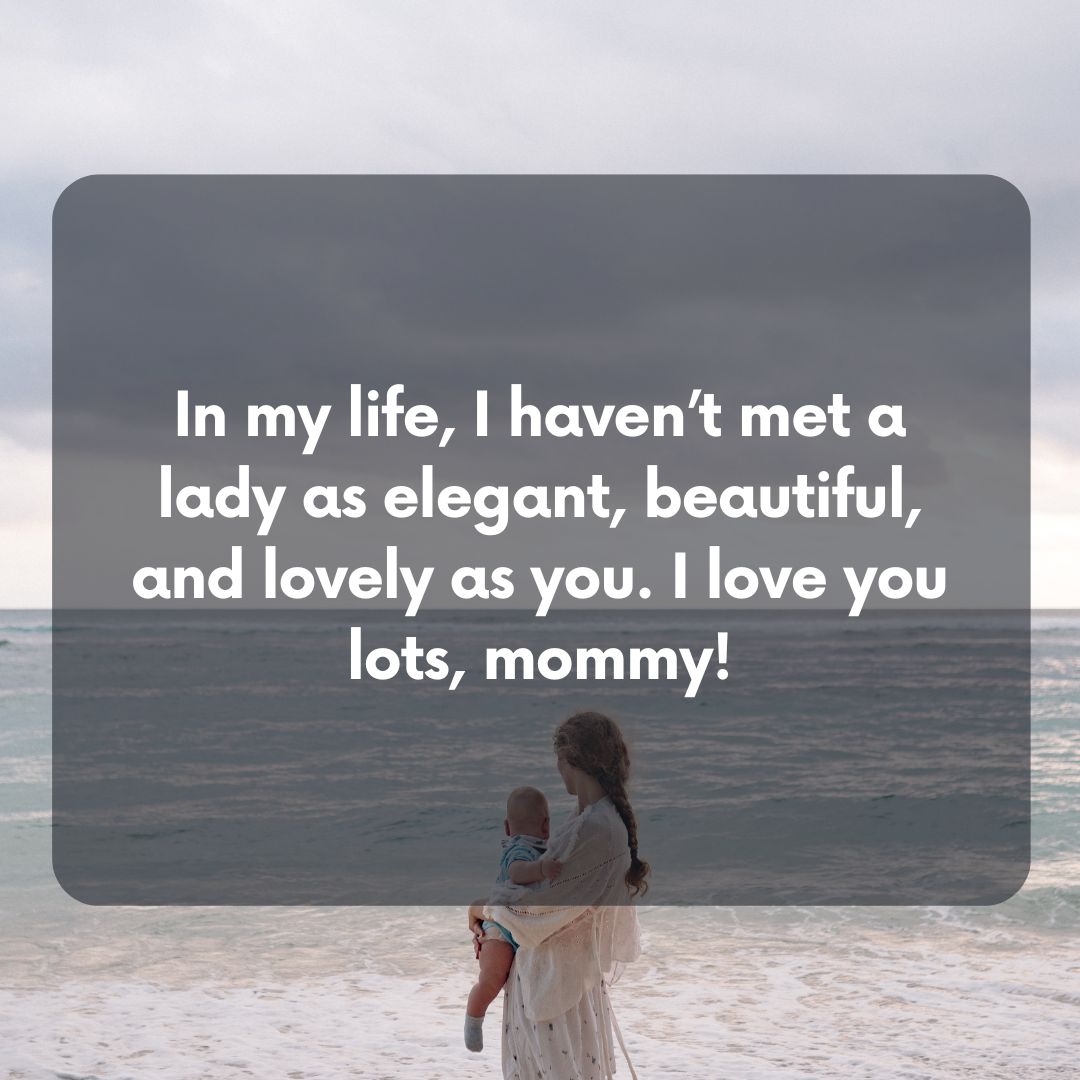 In my life, I haven’t met a
lady as elegant, beautiful,
and lovely as you. I love you
lots, mommy!